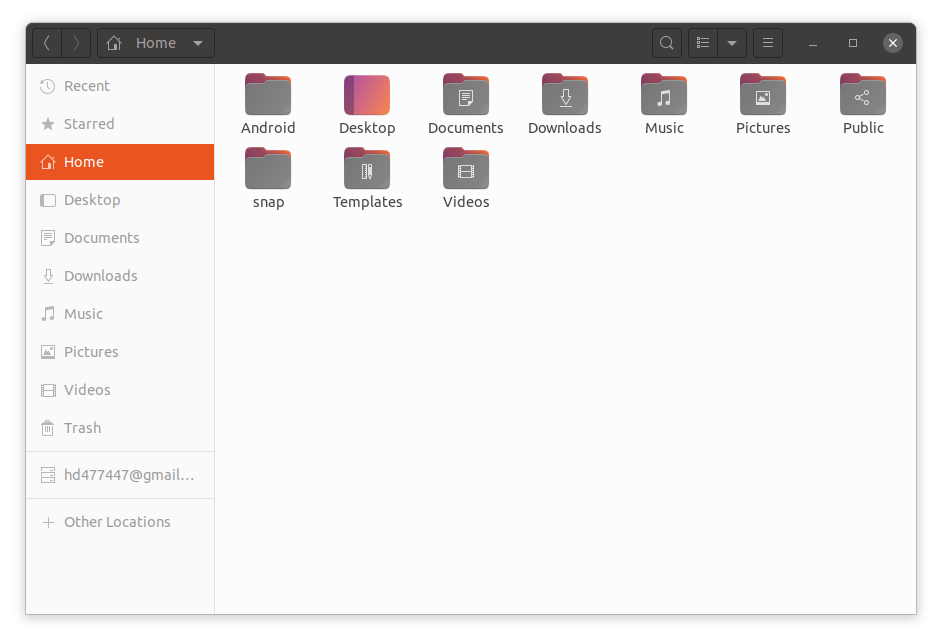 Home
Recent
Starred
Home
Desktop
Documents
Downloads
Music
Pictures
Videos
Trash
hd477447@gmail…
Other Locations
Android Desktop Documents Downloads Music Pictures Public
snap Templates Videos